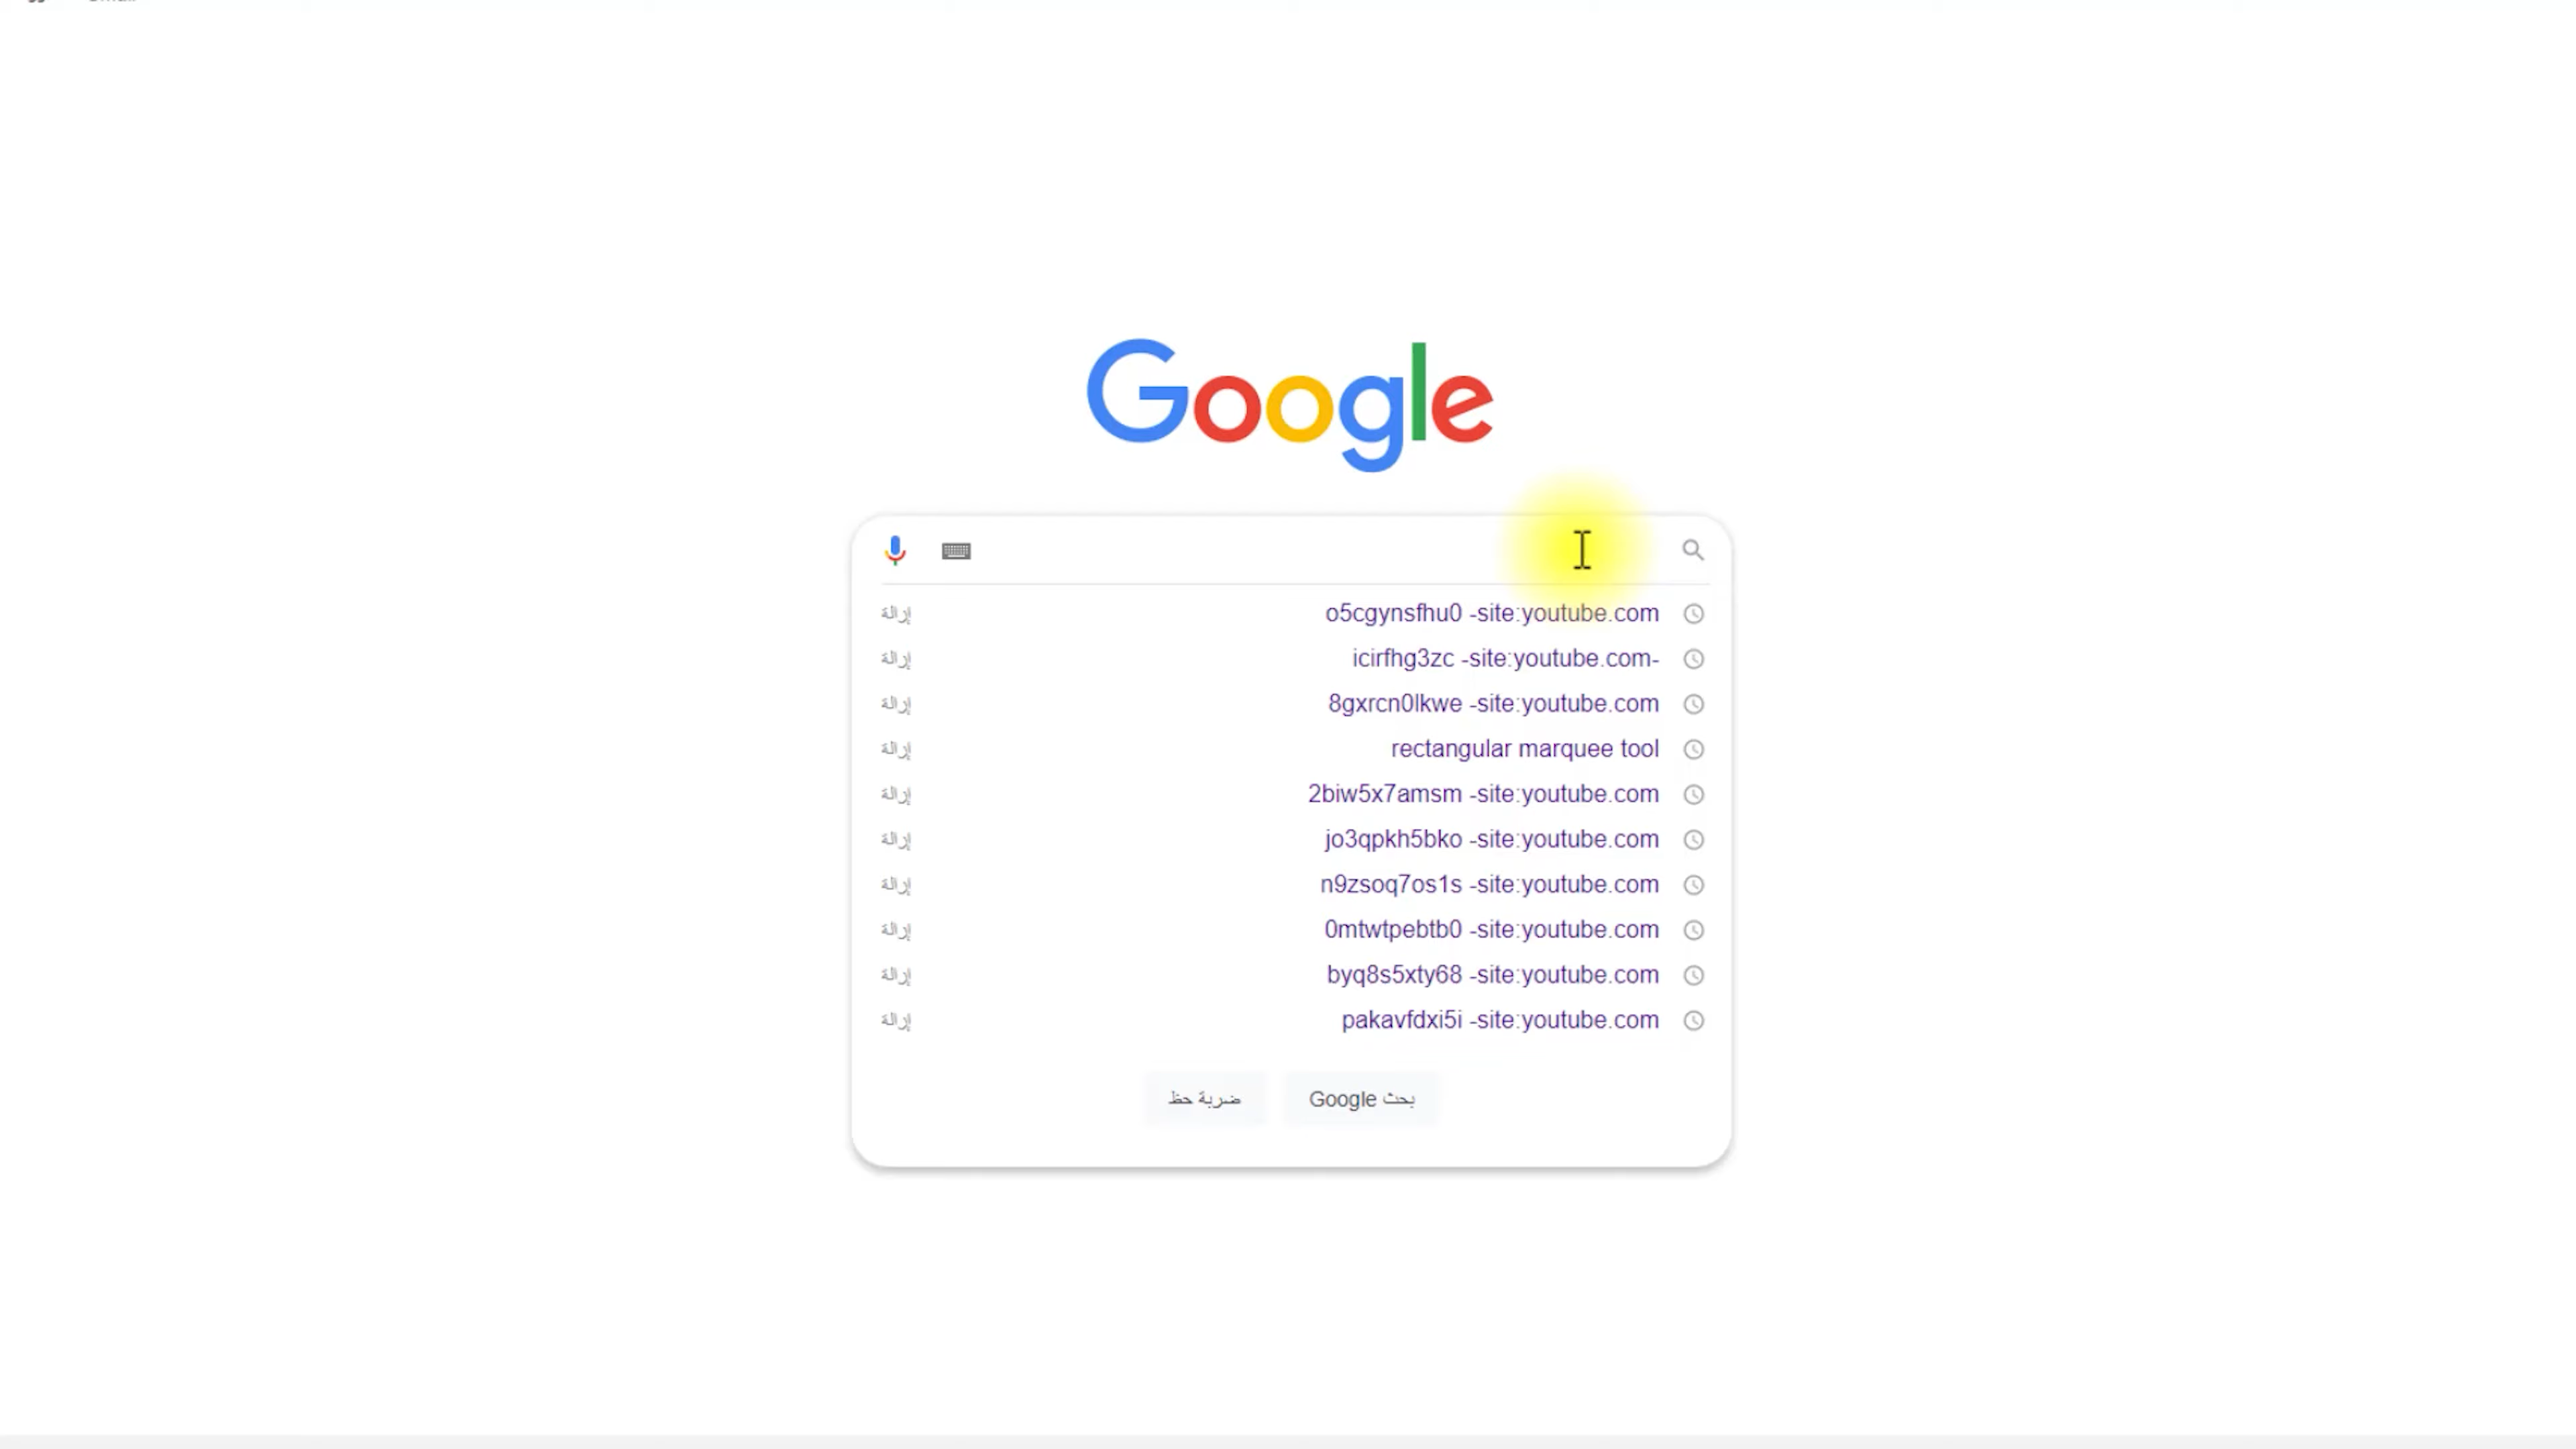 Google
o5cgynsfhu0 -site:youtube.com
إزالة
icirfhg3zc -site:youtube.com-
إزالة
8gxrcn0lkwe -site:youtube.com
إزالة
rectangular marquee tool
إزالة
2biw5x7amsm -site:youtube.com
إزالة
jo3qpkh5bko -site:youtube.com
إزالة
n9zsoq7os1s -site:youtube.com
إزالة
0mtwtpebtb0 -site:youtube.com
إزالة
byq8s5xty68 -site:youtube.com
إزالة
pakavfdxi5i -site:youtube.com
إزالة
بحث Google
ضربة حظ